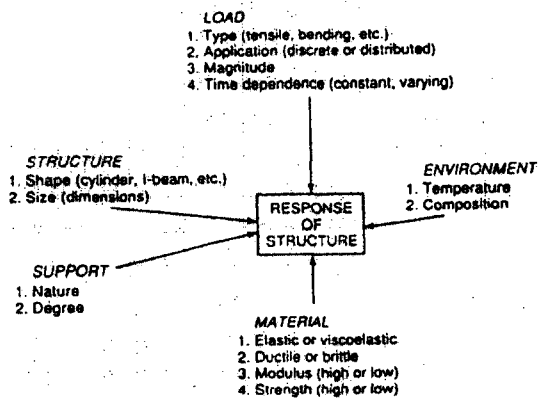 LOAD
1. Type (tensile, bending, etc.)
2. Application (discrete or distributed)
3. Magnitude
4. Time dependence (constant, varying)
STRUCTURE
1. Shape (cylinder, I-beam, etc.)
2. Size (dimensions)
ENVIRONMENT
1. Temperature
2. Composition
RESPONSE
OF
STRUCTURE
SUPPORT
1. Nature
2. Degree
MATERIAL
1. Elastic or viscoelastic
2. Ductile or brittle
3. Modulus (high or low)
4. Strength (high or low)